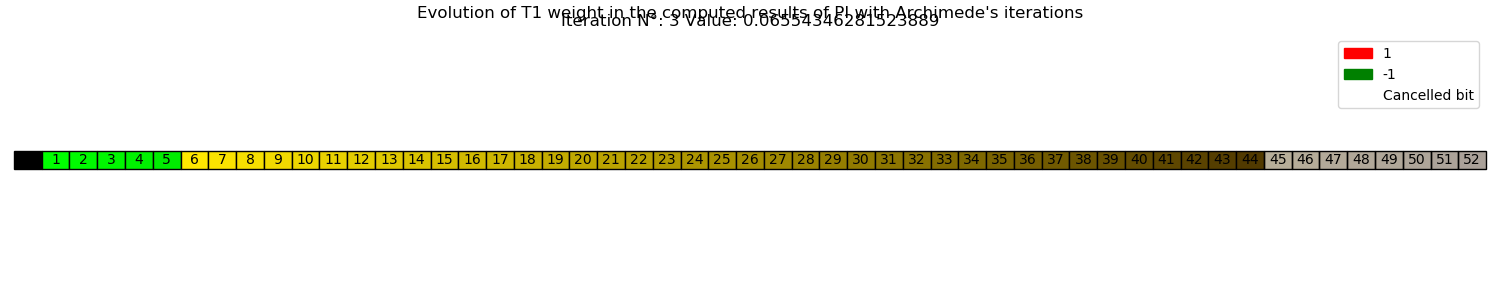 Evolution of T1 weight in the computed results of PI with Archimede's iterations
Iteration N°: 3 Value: 0.06554346281523889
1
-1
Cancelled bit
1 2 3 4 5 6 7 8 9 10 11 12 13 14 15 16 17 18 19 20 21 22 23 24 25 26 27 28 29 30 31 32 33 34 35 36 37 38 39 40 41 42 43 44 45 46 47 48 49 50 51 52